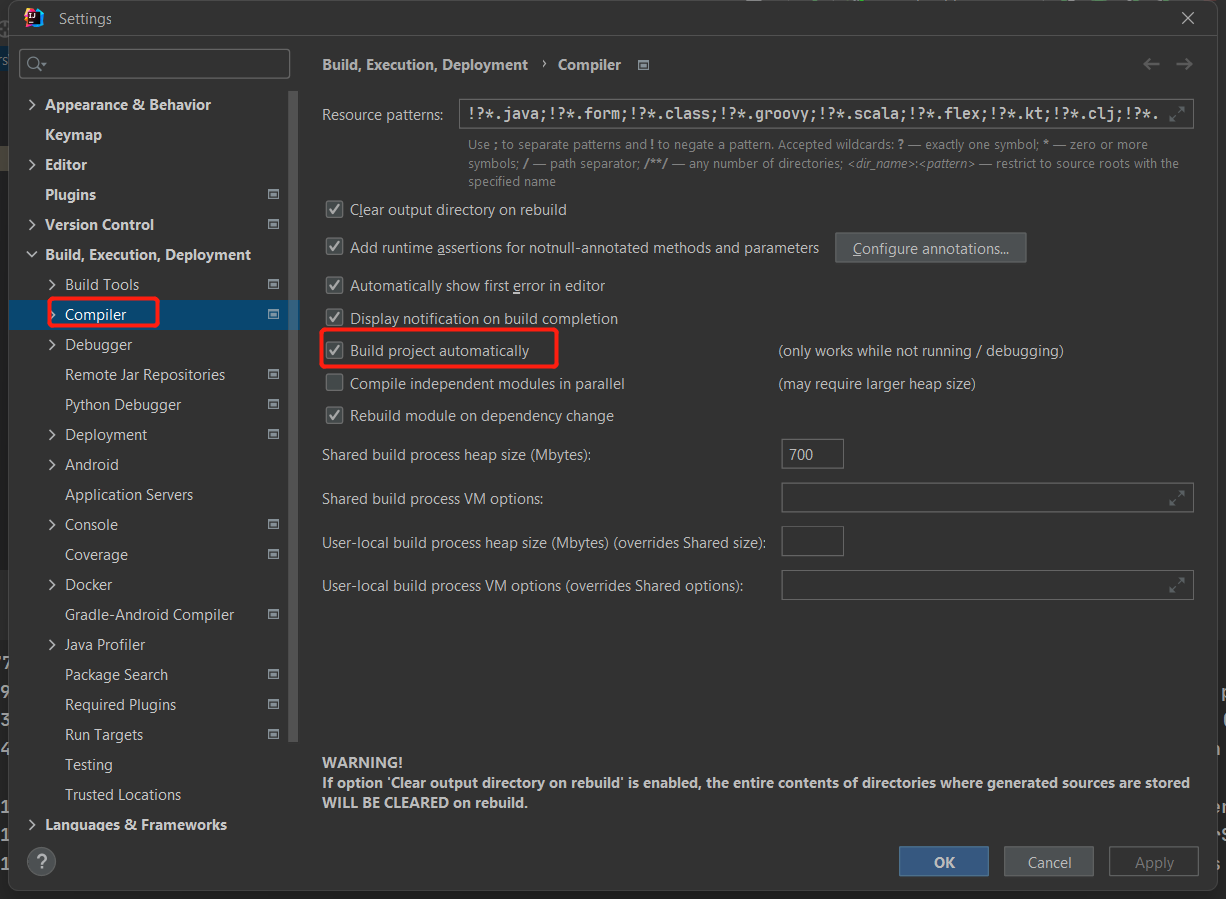 Settings
Build, Execution, Deployment › Compiler
Appearance & Behavior
Keymap
Editor
Plugins
Version Control
Build, Execution, Deployment
Build Tools
Compiler
Debugger
Remote Jar Repositories
Python Debugger
Deployment
Android
Application Servers
Console
Coverage
Docker
Gradle-Android Compiler
Java Profiler
Package Search
Required Plugins
Run Targets
Testing
Trusted Locations
Languages & Frameworks
?
Resource patterns: !?*.java;!?*.form;!?*.class;!?*.groovy;!?*.scala;!?*.flex;!?*.kt;!?*.clj;!?*.
Use ; to separate patterns and ! to negate a pattern. Accepted wildcards: ? — exactly one symbol; * — zero or more
symbols; / — path separator; /**/ — any number of directories; <dir_name>:<pattern> — restrict to source roots with the
specified name
Clear output directory on rebuild
Add runtime assertions for notnull-annotated methods and parameters Configure annotations...
Automatically show first error in editor
Display notification on build completion
Build project automatically (only works while not running / debugging)
Compile independent modules in parallel (may require larger heap size)
Rebuild module on dependency change
Shared build process heap size (Mbytes): 700
Shared build process VM options:
User-local build process heap size (Mbytes) (overrides Shared size):
User-local build process VM options (overrides Shared options):
WARNING!
If option 'Clear output directory on rebuild' is enabled, the entire contents of directories where generated sources are stored
WILL BE CLEARED on rebuild.
OK Cancel Apply